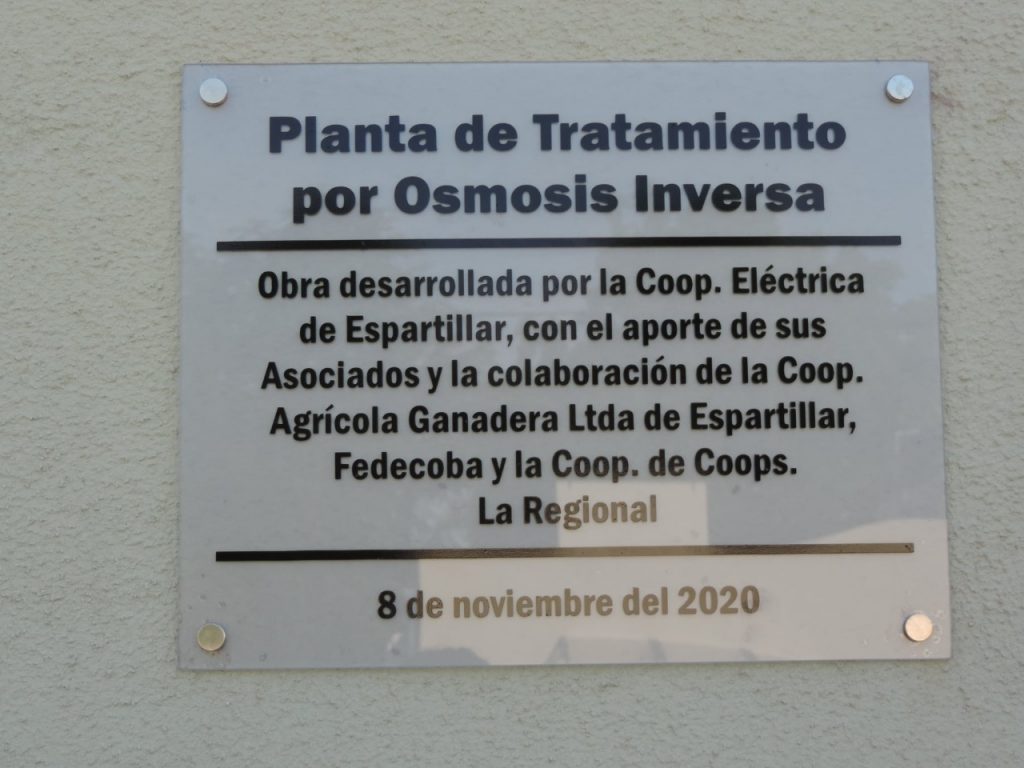 Planta de Tratamiento
por Osmosis Inversa
Obra desarrollada por la Coop. Eléctrica
de Espartillar, con el aporte de sus
Asociados y la colaboración de la Coop.
Agrícola Ganadera Ltda de Espartillar,
Fedecoba y la Coop. de Coops.
La Regional
8 de noviembre del 2020